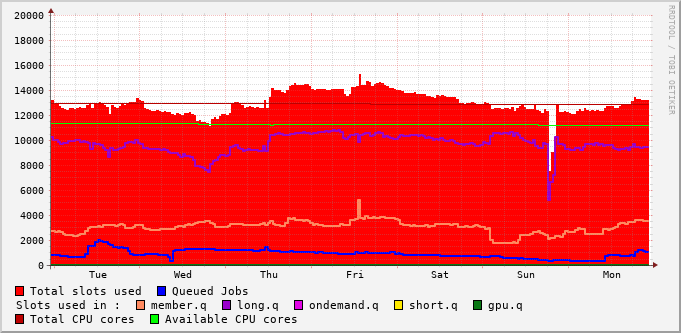 RRDTOOL / TOBI OETIKER
20000
18000
16000
14000
12000
10000
8000
6000
4000
2000
0
Tue Wed Thu Fri Sat Sun Mon
Total slots used Queued Jobs
Slots used in : member.q long.q ondemand.q short.q gpu.q
Total CPU cores Available CPU cores